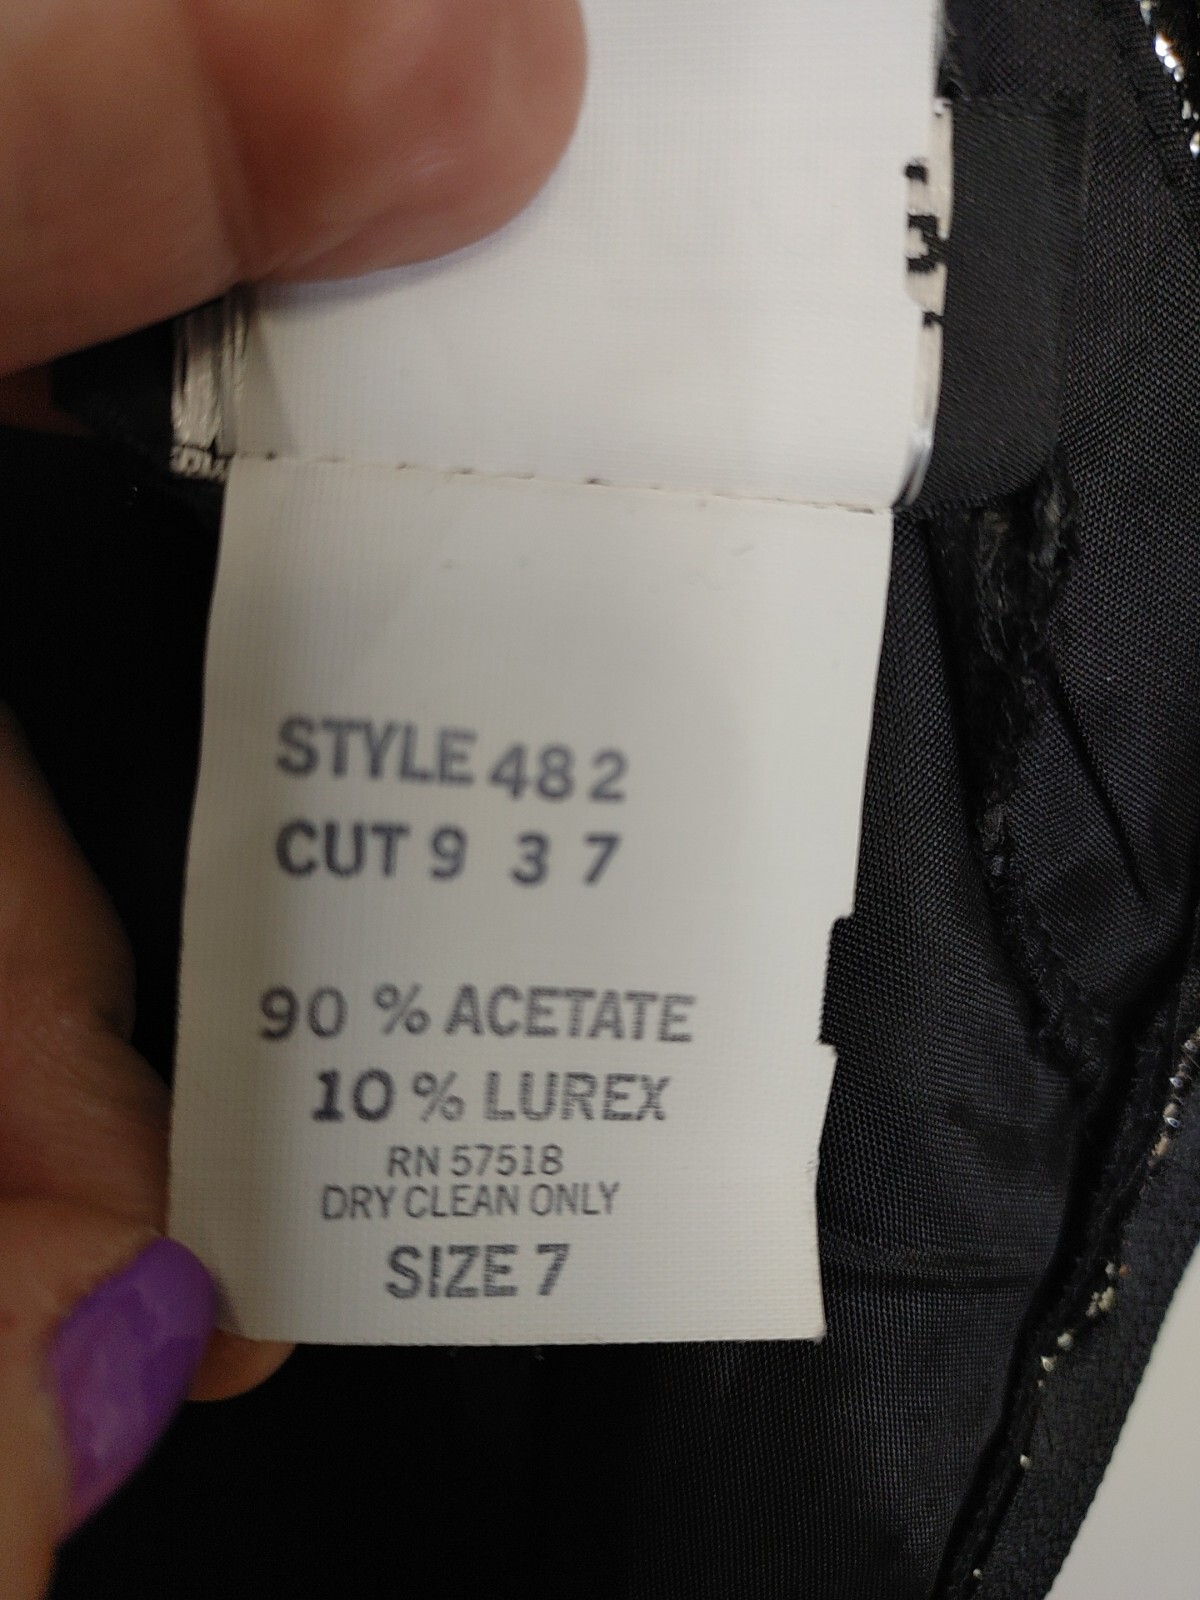 STYLE 482
CUT 9 3 7
90 % ACETATE
10 % LUREX
RN 57518
DRY CLEAN ONLY
SIZE 7